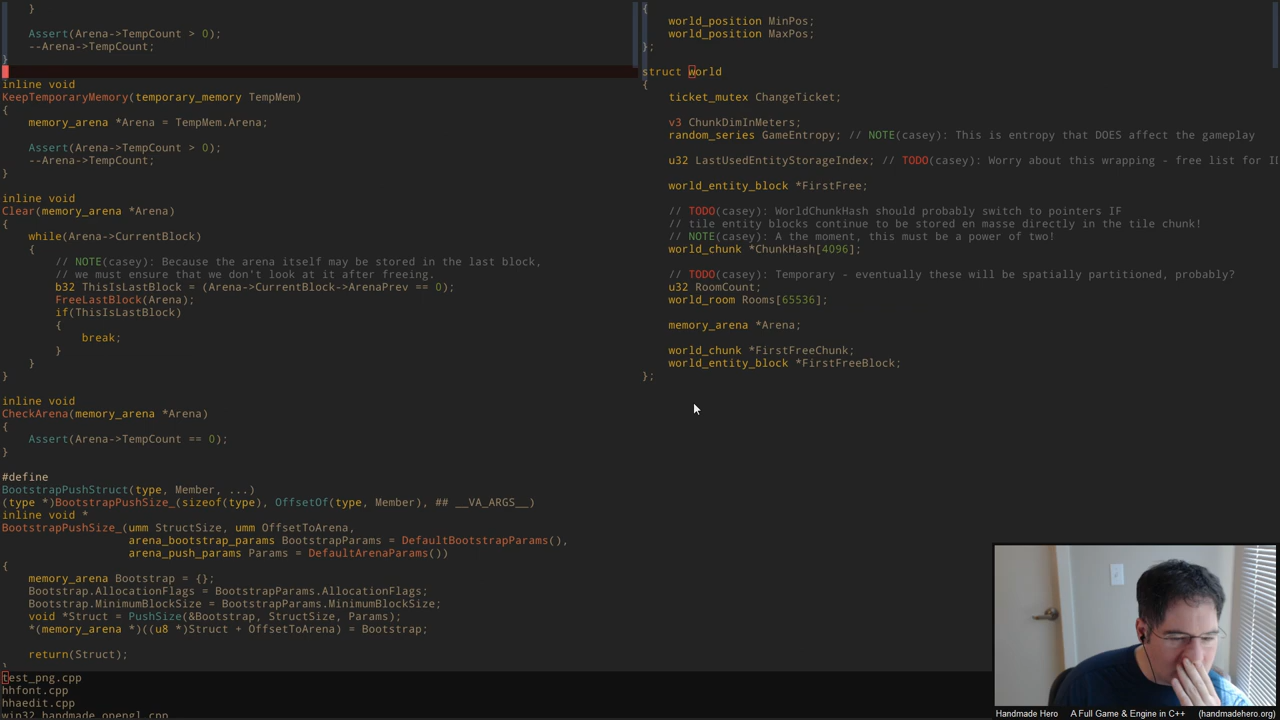 }

    Assert(Arena->TempCount > 0);
    --Arena->TempCount;
}

inline void
KeepTemporaryMemory(temporary_memory TempMem)
{
    memory_arena *Arena = TempMem.Arena;

    Assert(Arena->TempCount > 0);
    --Arena->TempCount;
}

inline void
Clear(memory_arena *Arena)
{
    while(Arena->CurrentBlock)
    {
        // NOTE(casey): Because the arena itself may be stored in the last block,
        // we must ensure that we don't look at it after freeing.
        b32 ThisIsLastBlock = (Arena->CurrentBlock->ArenaPrev == 0);
        FreeLastBlock(Arena);
        if(ThisIsLastBlock)
        {
            break;
        }
    }
}

inline void
CheckArena(memory_arena *Arena)
{
    Assert(Arena->TempCount == 0);
}

#define
BootstrapPushStruct(type, Member, ...)
(type *)BootstrapPushSize_(sizeof(type), OffsetOf(type, Member), ## __VA_ARGS__)
inline void *
BootstrapPushSize_(umm StructSize, umm OffsetToArena,
                   arena_bootstrap_params BootstrapParams = DefaultBootstrapParams(),
                   arena_push_params Params = DefaultArenaParams())
{
    memory_arena Bootstrap = {};
    Bootstrap.AllocationFlags = BootstrapParams.AllocationFlags;
    Bootstrap.MinimumBlockSize = BootstrapParams.MinimumBlockSize;
    void *Struct = PushSize(&Bootstrap, StructSize, Params);
    *(memory_arena *)((u8 *)Struct + OffsetToArena) = Bootstrap;

    return(Struct);
}
{
    world_position MinPos;
    world_position MaxPos;
};

struct world
{
    ticket_mutex ChangeTicket;

    v3 ChunkDimInMeters;
    random_series GameEntropy; // NOTE(casey): This is entropy that DOES affect the gameplay

    u32 LastUsedEntityStorageIndex; // TODO(casey): Worry about this wrapping - free list for

    world_entity_block *FirstFree;

    // TODO(casey): WorldChunkHash should probably switch to pointers IF
    // tile entity blocks continue to be stored en masse directly in the tile chunk!
    // NOTE(casey): A the moment, this must be a power of two!
    world_chunk *ChunkHash[4096];

    // TODO(casey): Temporary - eventually these will be spatially partitioned, probably?
    u32 RoomCount;
    world_room Rooms[65536];

    memory_arena *Arena;

    world_chunk *FirstFreeChunk;
    world_entity_block *FirstFreeBlock;
};
test_png.cpp
hhfont.cpp
hhaedit.cpp
win32_handmade_opengl.cpp
Handmade Hero A Full Game & Engine in C++ (handmadehero.org)